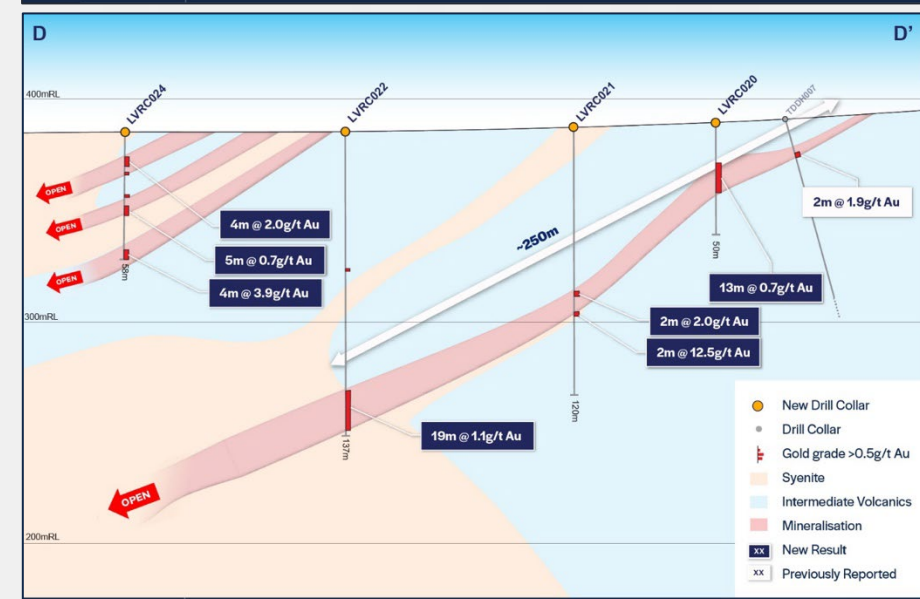 D
D'
LVRC024
LVRC022
LVRC021
LVRC020
TDDH007
400mRL
OPEN
OPEN
OPEN
4m @ 2.0g/t Au
5m @ 0.7g/t Au
4m @ 3.9g/t Au
58m
~250m
50m
2m @ 1.9g/t Au
13m @ 0.7g/t Au
300mRL
2m @ 2.0g/t Au
2m @ 12.5g/t Au
120m
19m @ 1.1g/t Au
137m
OPEN
200mRL
New Drill Collar
Drill Collar
Gold grade >0.5g/t Au
Syenite
Intermediate Volcanics
Mineralisation
xx New Result
xx Previously Reported